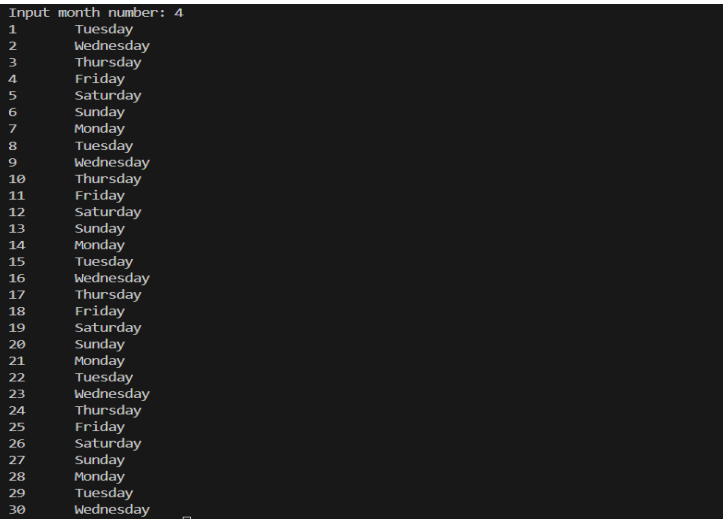 Input month number: 4
1 Tuesday
2 Wednesday
3 Thursday
4 Friday
5 Saturday
6 Sunday
7 Monday
8 Tuesday
9 Wednesday
10 Thursday
11 Friday
12 Saturday
13 Sunday
14 Monday
15 Tuesday
16 Wednesday
17 Thursday
18 Friday
19 Saturday
20 Sunday
21 Monday
22 Tuesday
23 Wednesday
24 Thursday
25 Friday
26 Saturday
27 Sunday
28 Monday
29 Tuesday
30 Wednesday